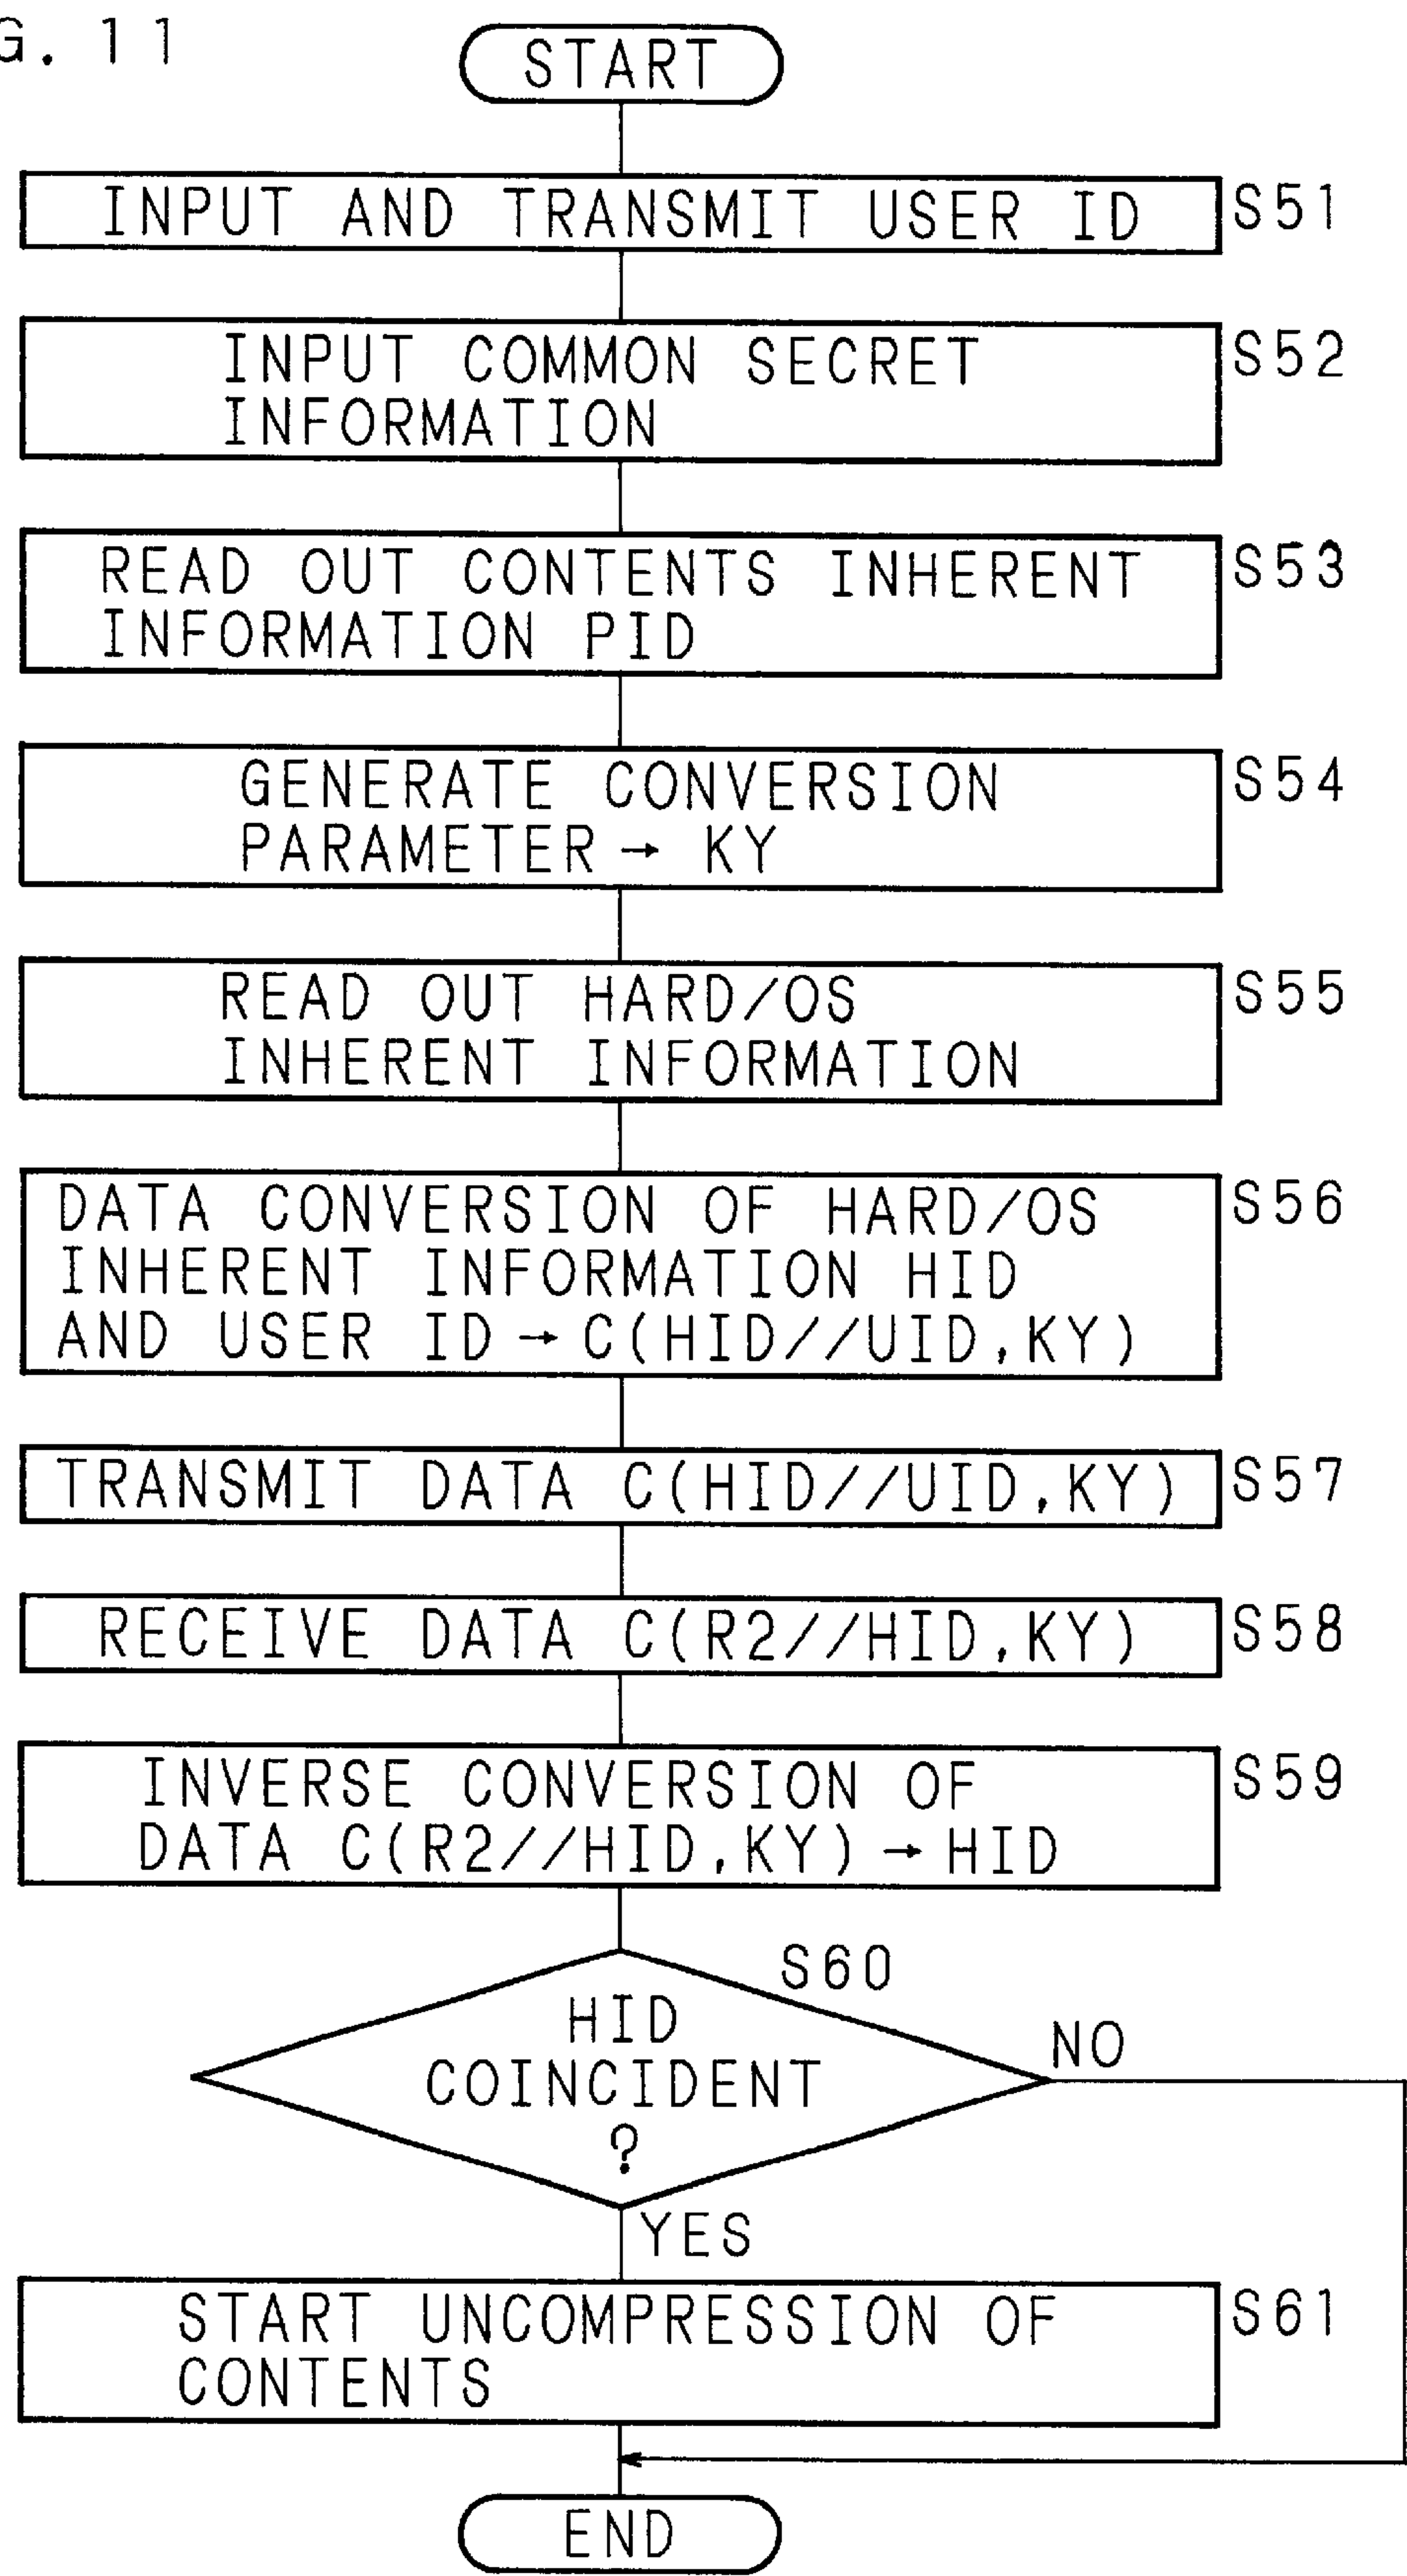 G. 11
START
INPUT AND TRANSMIT USER ID
S51
INPUT COMMON SECRET
INFORMATION
S52
READ OUT CONTENTS INHERENT
INFORMATION PID
S53
GENERATE CONVERSION
PARAMETER → KY
S54
READ OUT HARD/OS
INHERENT INFORMATION
S55
DATA CONVERSION OF HARD/OS
INHERENT INFORMATION HID
AND USER ID → C(HID//UID,KY)
S56
TRANSMIT DATA C(HID//UID,KY)
S57
RECEIVE DATA C(R2//HID,KY)
S58
INVERSE CONVERSION OF
DATA C(R2//HID,KY) → HID
S59
S60
HID
COINCIDENT
?
NO
YES
START UNCOMPRESSION OF
CONTENTS
S61
END